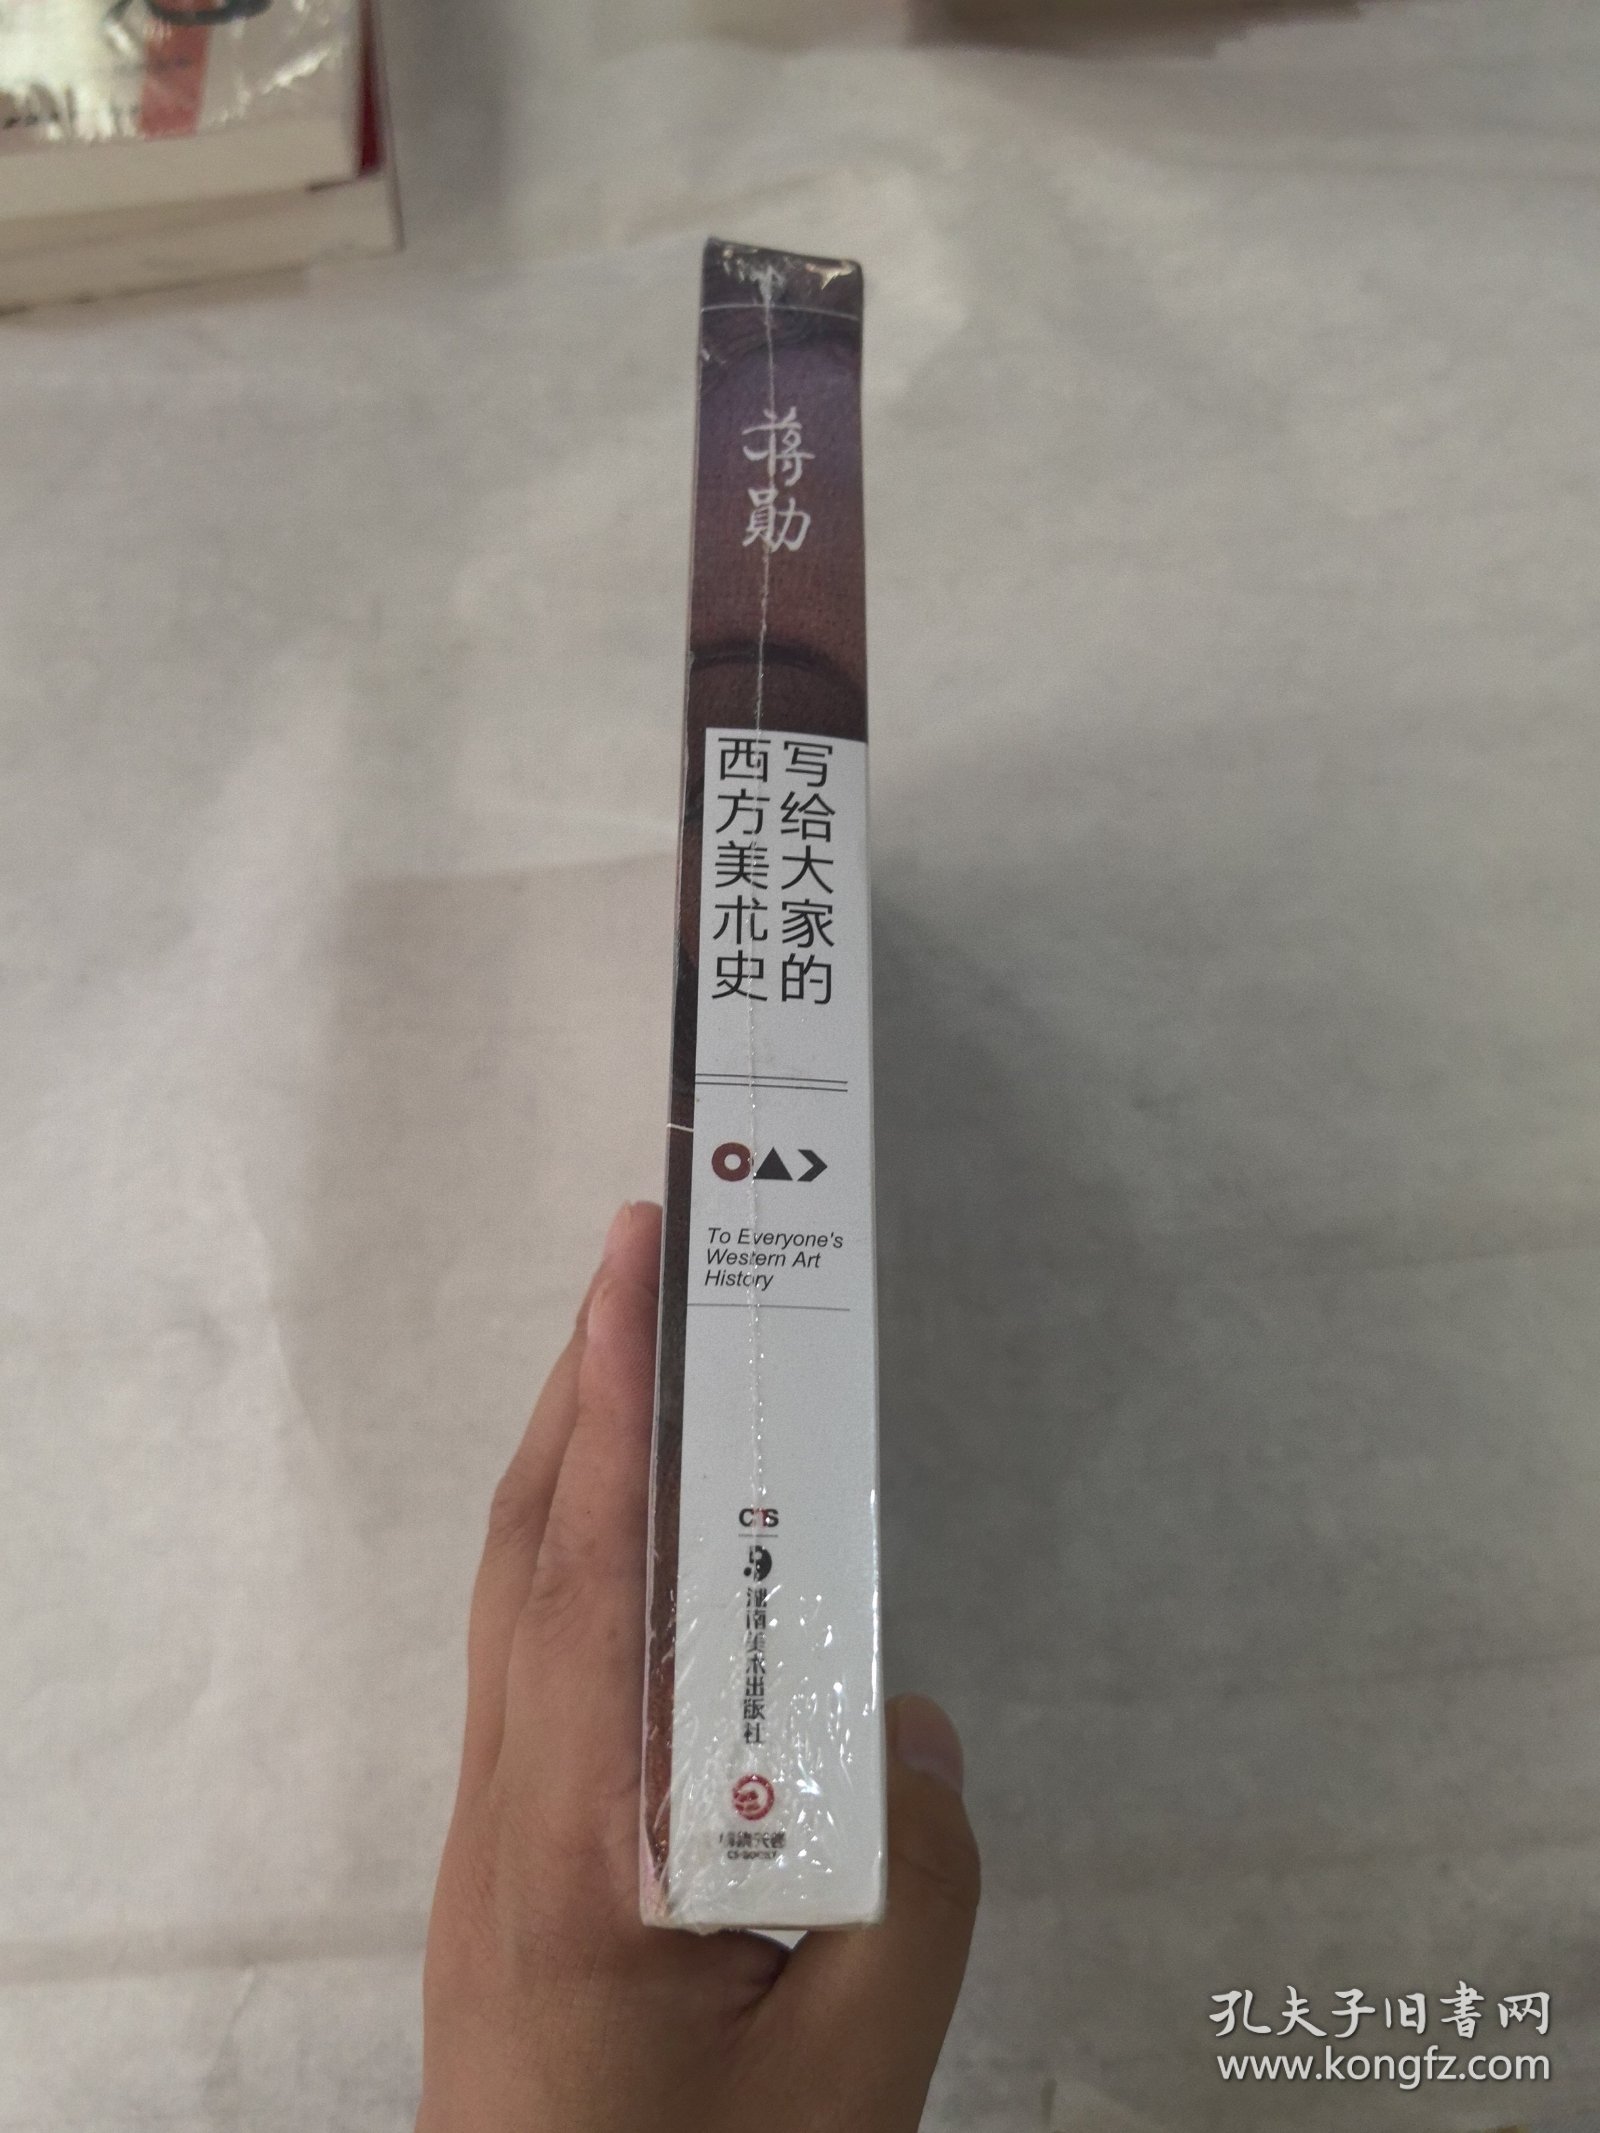 蒋勋
写给大家的
西方美术史
To Everyone's
Western Art
History
湖南美术出版社
孔夫子旧书网
www.kongfz.com